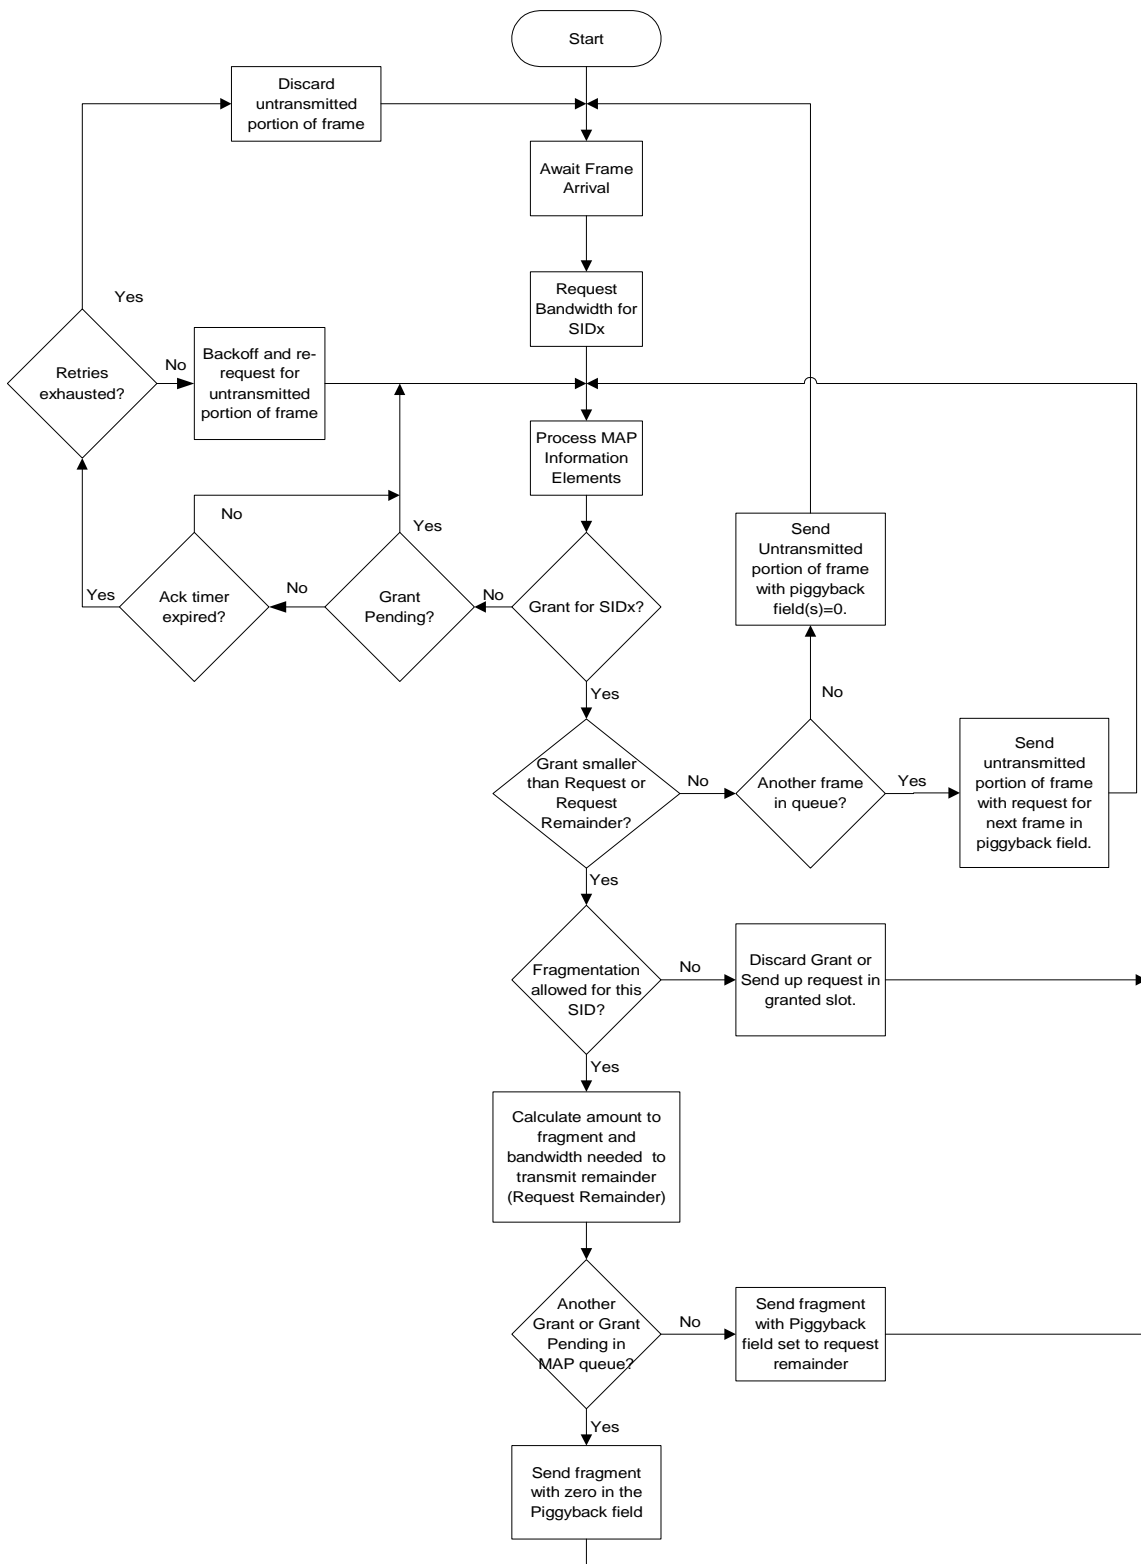 Start
Discard
untransmitted
portion of frame
Await Frame
Arrival
Request
Bandwidth for
SIDx
Yes
Retries
exhausted?
No
Backoff and re-
request for
untransmitted
portion of frame
Process MAP
Information
Elements
No
Yes
Send
Untransmitted
portion of frame
with piggyback
field(s)=0.
Yes
Ack timer
expired?
No
Grant
Pending?
No
Grant for SIDx?
Yes
No
Grant smaller
than Request or
Request
Remainder?
No
Another frame
in queue?
Yes
Send
untransmitted
portion of frame
with request for
next frame in
piggyback field.
Yes
Fragmentation
allowed for this
SID?
No
Discard Grant or
Send up request in
granted slot.
Yes
Calculate amount to
fragment and
bandwidth needed to
transmit remainder
(Request Remainder)
Another
Grant or Grant
Pending in
MAP queue?
No
Send fragment
with Piggyback
field set to request
remainder
Yes
Send fragment
with zero in the
Piggyback field